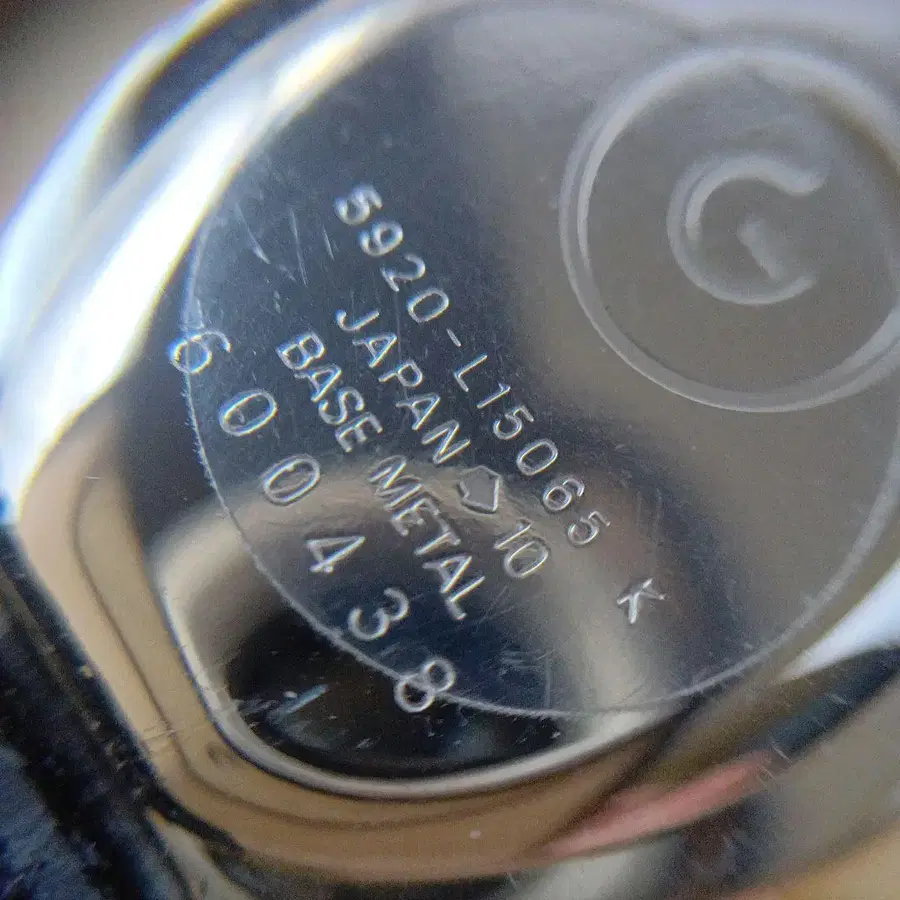 5920-L15065 K
JAPAN 10
BASE METAL
600438
G